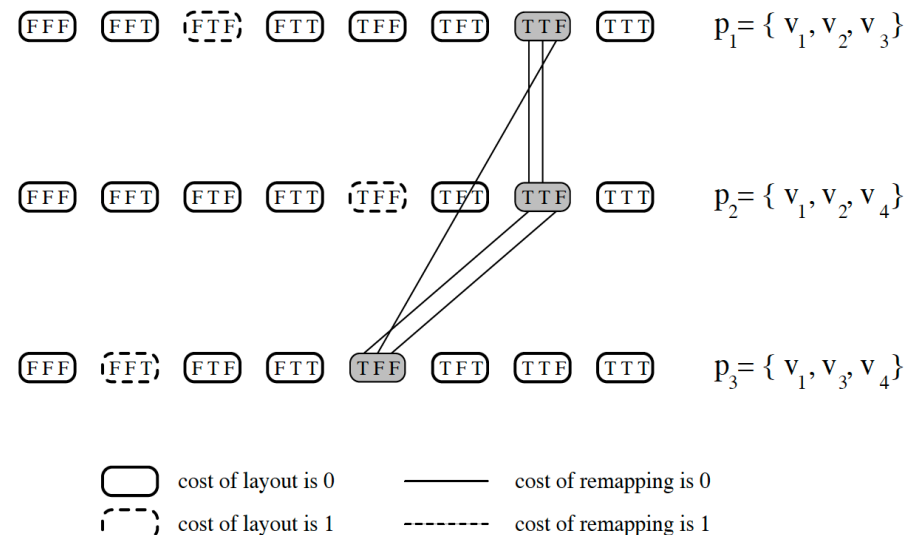 FFF FFT FTF FTT TFF TFT TTF TTT p1= { v1, v2, v3}
FFF FFT FTF FTT TFF TFT TTF TTT p2= { v1, v2, v4}
FFF FFT FTF FTT TFF TFT TTF TTT p3= { v1, v3, v4}
cost of layout is 0 cost of remapping is 0
cost of layout is 1 cost of remapping is 1